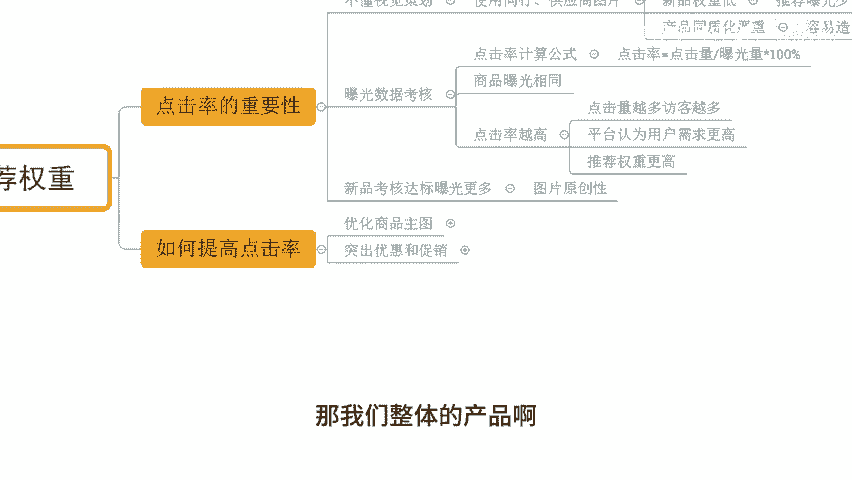 不懂视觉策划
使用同行、供应商图片
新品权重低
推荐曝光少
产品同质化严重
容易造
点击率计算公式
点击率=点击量/曝光量*100%
商品曝光相同
曝光数据考核
点击率的重要性
点击量越多访客越多
点击率越高
平台认为用户需求更高
推荐权重更高
荐权重
新品考核达标曝光更多
图片原创性
优化商品主图
如何提高点击率
突出优惠和促销
那我们整体的产品啊